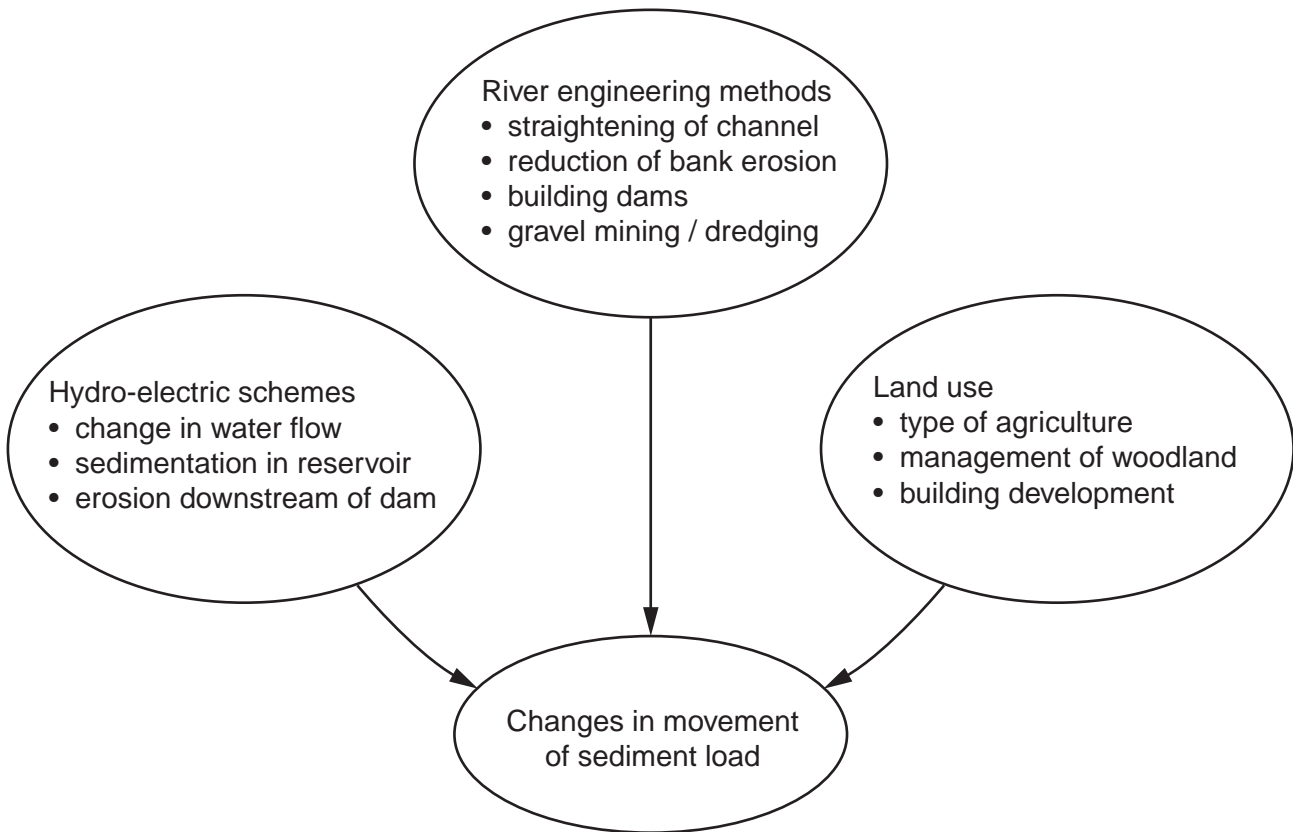 River engineering methods
• straightening of channel
• reduction of bank erosion
• building dams
• gravel mining / dredging
Hydro-electric schemes
• change in water flow
• sedimentation in reservoir
• erosion downstream of dam
Land use
• type of agriculture
• management of woodland
• building development
Changes in movement
of sediment load